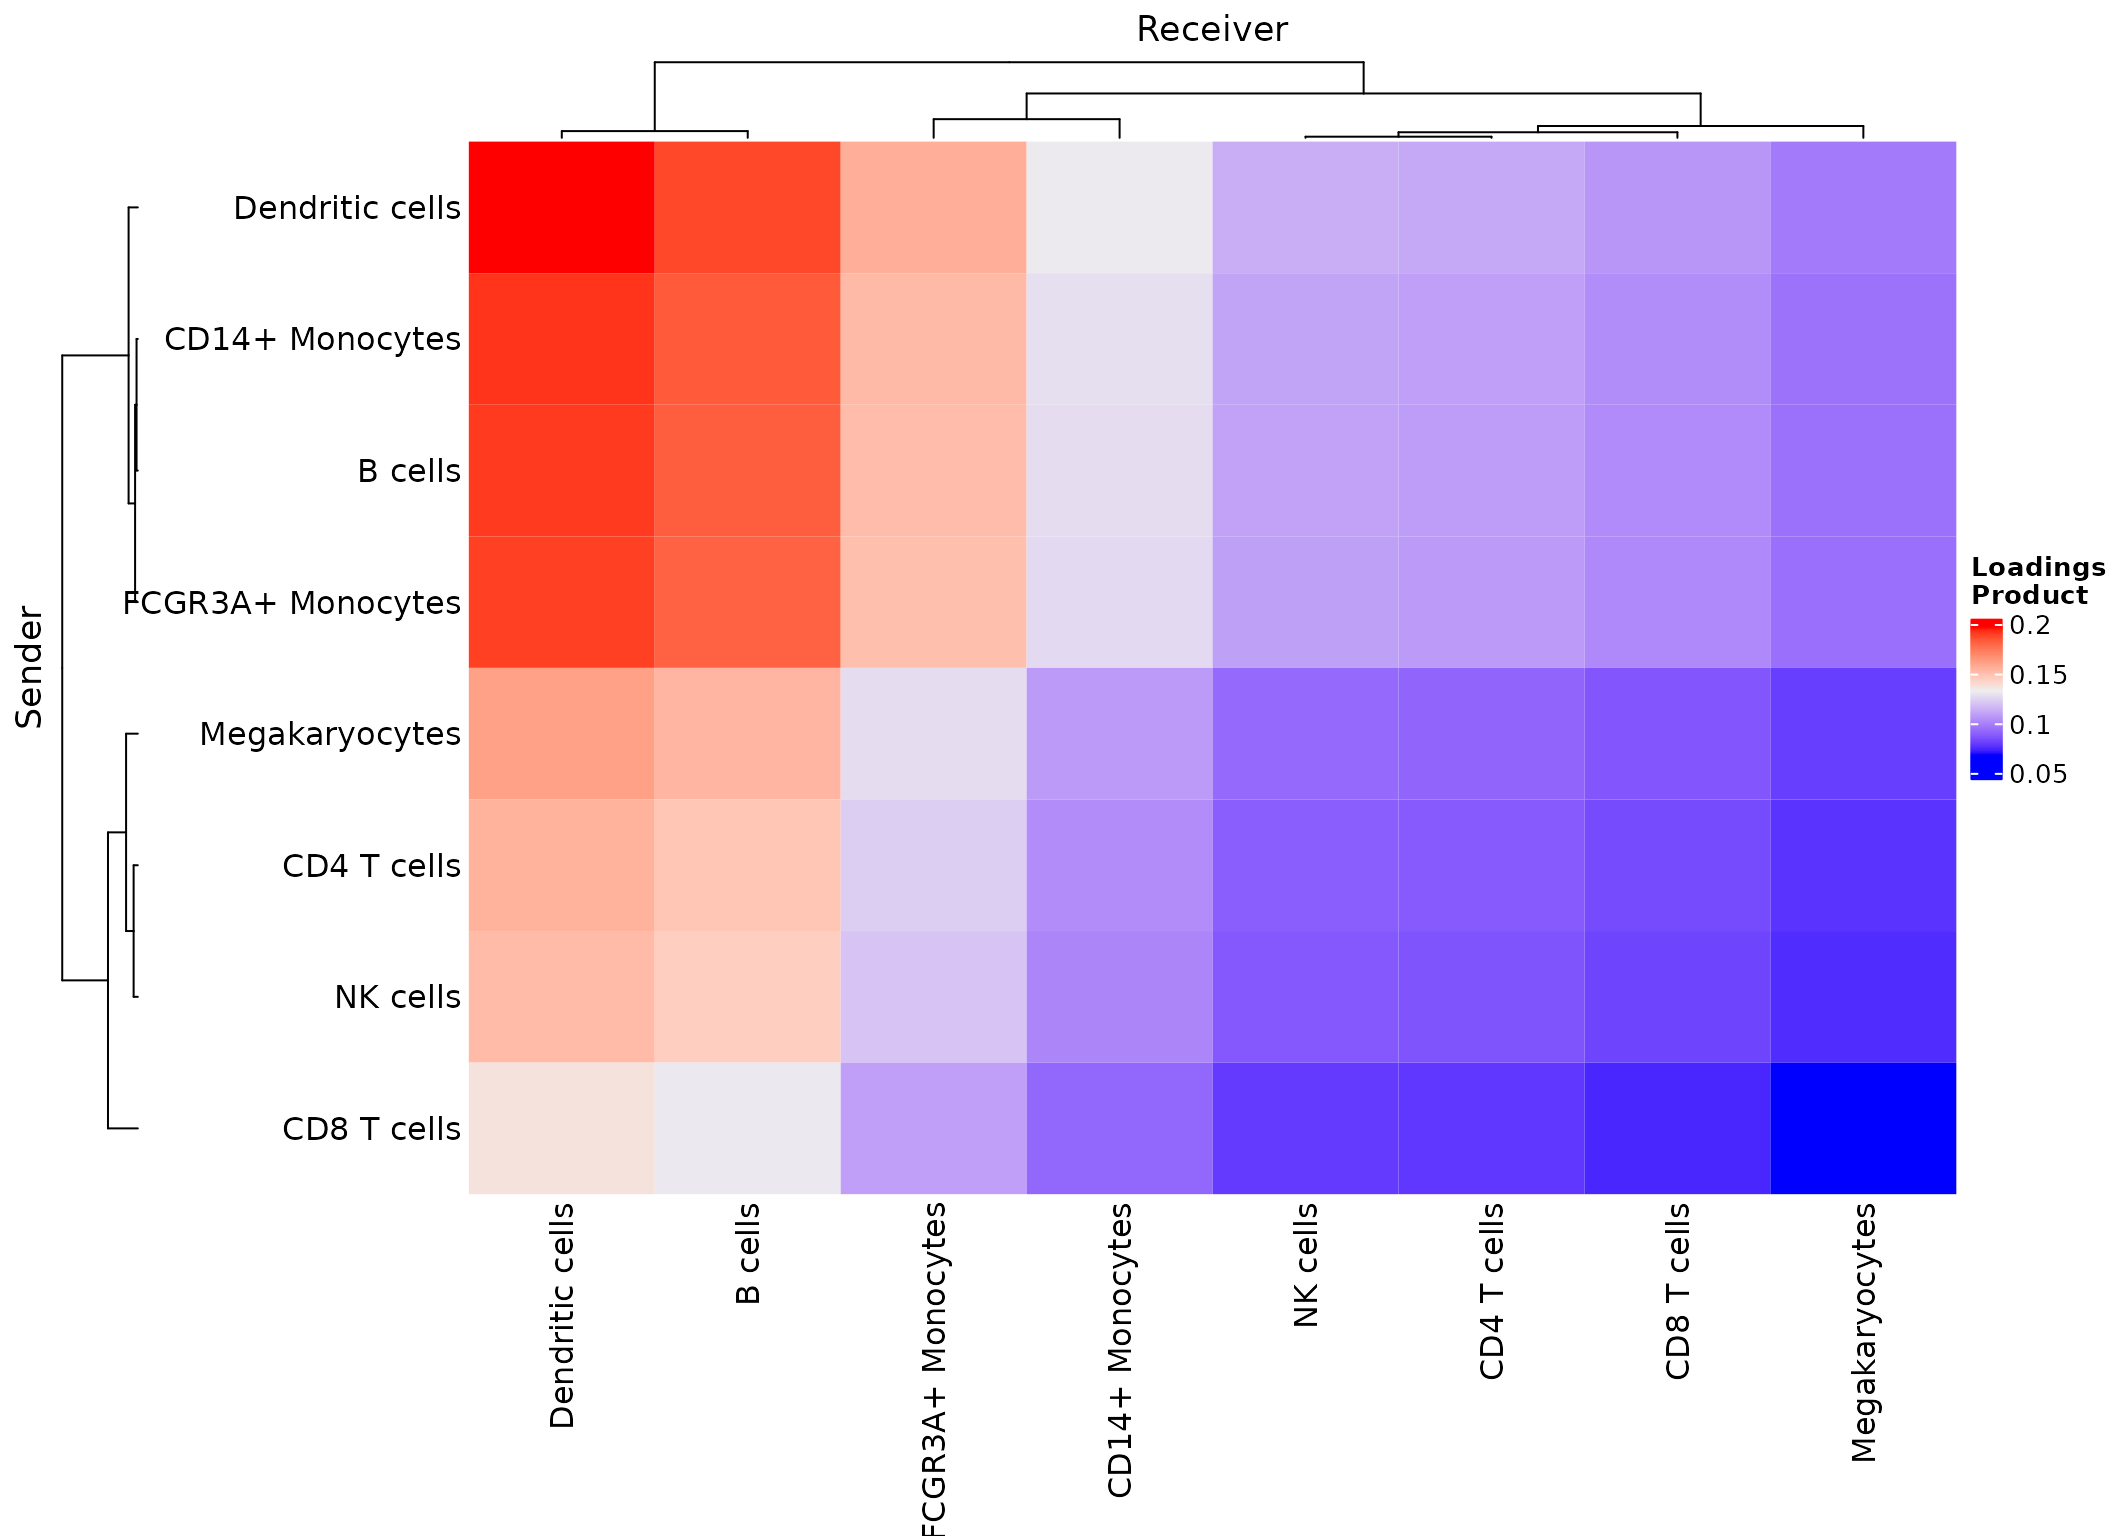 Receiver
Sender
Dendritic cells
CD14+ Monocytes
B cells
FCGR3A+ Monocytes
Megakaryocytes
CD4 T cells
NK cells
CD8 T cells
Loadings
Product
0.2
0.15
0.1
0.05
Dendritic cells
B cells
FCGR3A+ Monocytes
CD14+ Monocytes
NK cells
CD4 T cells
CD8 T cells
Megakaryocytes